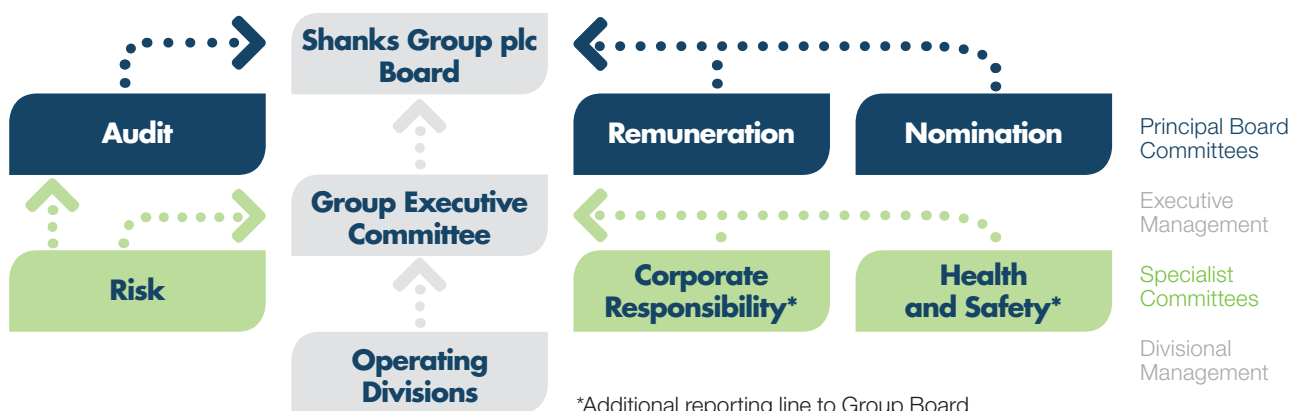 Shanks Group plc
Board
Audit
Remuneration
Nomination
Principal Board
Committees
Group Executive
Committee
Executive
Management
Risk
Corporate
Responsibility*
Health
and Safety*
Specialist
Committees
Operating
Divisions
Divisional
Management
*Additional reporting line to Group Board